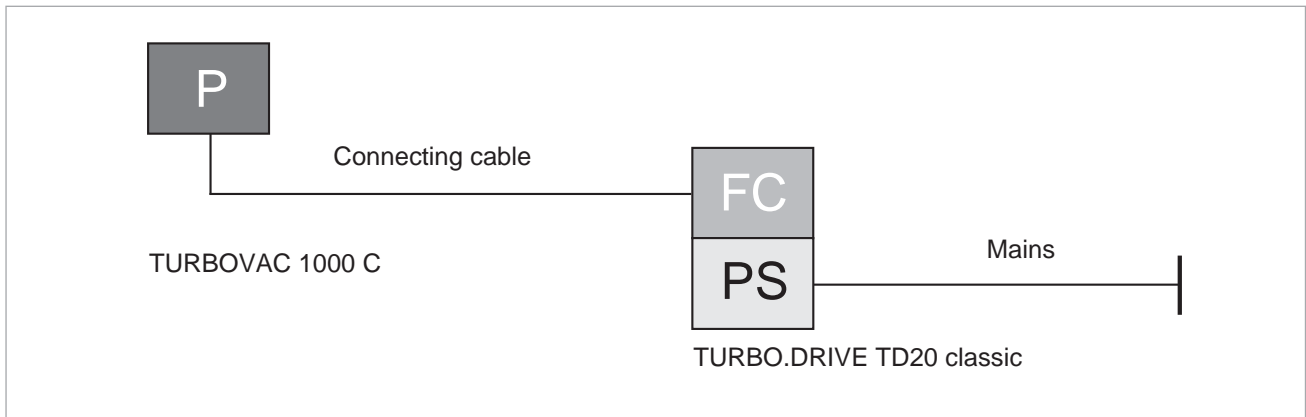 P
Connecting cable
FC
TURBOVAC 1000 C
Mains
PS
TURBO.DRIVE TD20 classic